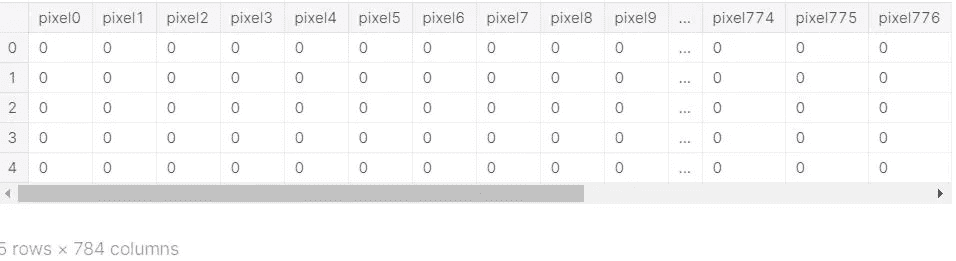 pixel0 pixel1 pixel2 pixel3 pixel4 pixel5 pixel6 pixel7 pixel8 pixel9 ... pixel774 pixel775 pixel776
0 0 0 0 0 0 0 0 0 0 0 ... 0 0 0
1 0 0 0 0 0 0 0 0 0 0 ... 0 0 0
2 0 0 0 0 0 0 0 0 0 0 ... 0 0 0
3 0 0 0 0 0 0 0 0 0 0 ... 0 0 0
4 0 0 0 0 0 0 0 0 0 0 ... 0 0 0
5 rows × 784 columns